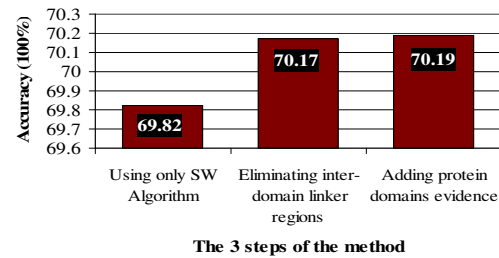 Accuracy (100%)
70.3
70.2
70.1
70
69.9
69.8
69.7
69.6
69.82
70.17
70.19
Using only SW
Algorithm
Eliminating inter-
domain linker
regions
Adding protein
domains evidence
The 3 steps of the method